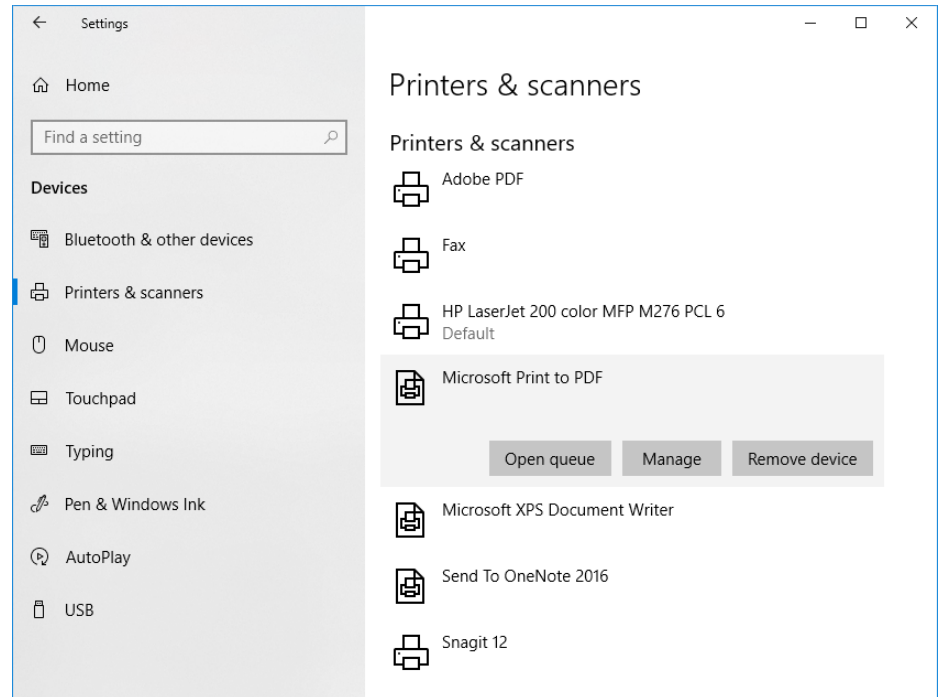 Settings
Home
Find a setting
Devices
Bluetooth & other devices
Printers & scanners
Mouse
Touchpad
Typing
Pen & Windows Ink
AutoPlay
USB
Printers & scanners
Printers & scanners
Adobe PDF
Fax
HP LaserJet 200 color MFP M276 PCL 6
Default
Microsoft Print to PDF
Open queue Manage Remove device
Microsoft XPS Document Writer
Send To OneNote 2016
Snagit 12